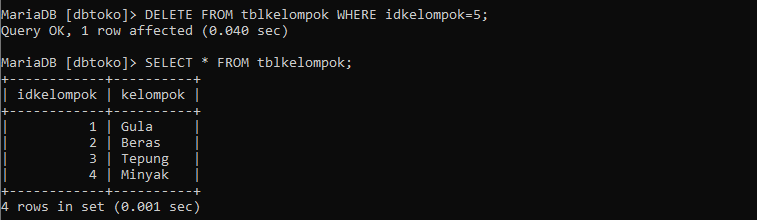 MariaDB [dbtoko]> DELETE FROM tblkelompok WHERE idkelompok=5;
Query OK, 1 row affected (0.040 sec)

MariaDB [dbtoko]> SELECT * FROM tblkelompok;
+------------+----------+
| idkelompok | kelompok |
+------------+----------+
|          1 | Gula     |
|          2 | Beras    |
|          3 | Tepung   |
|          4 | Minyak   |
+------------+----------+
4 rows in set (0.001 sec)